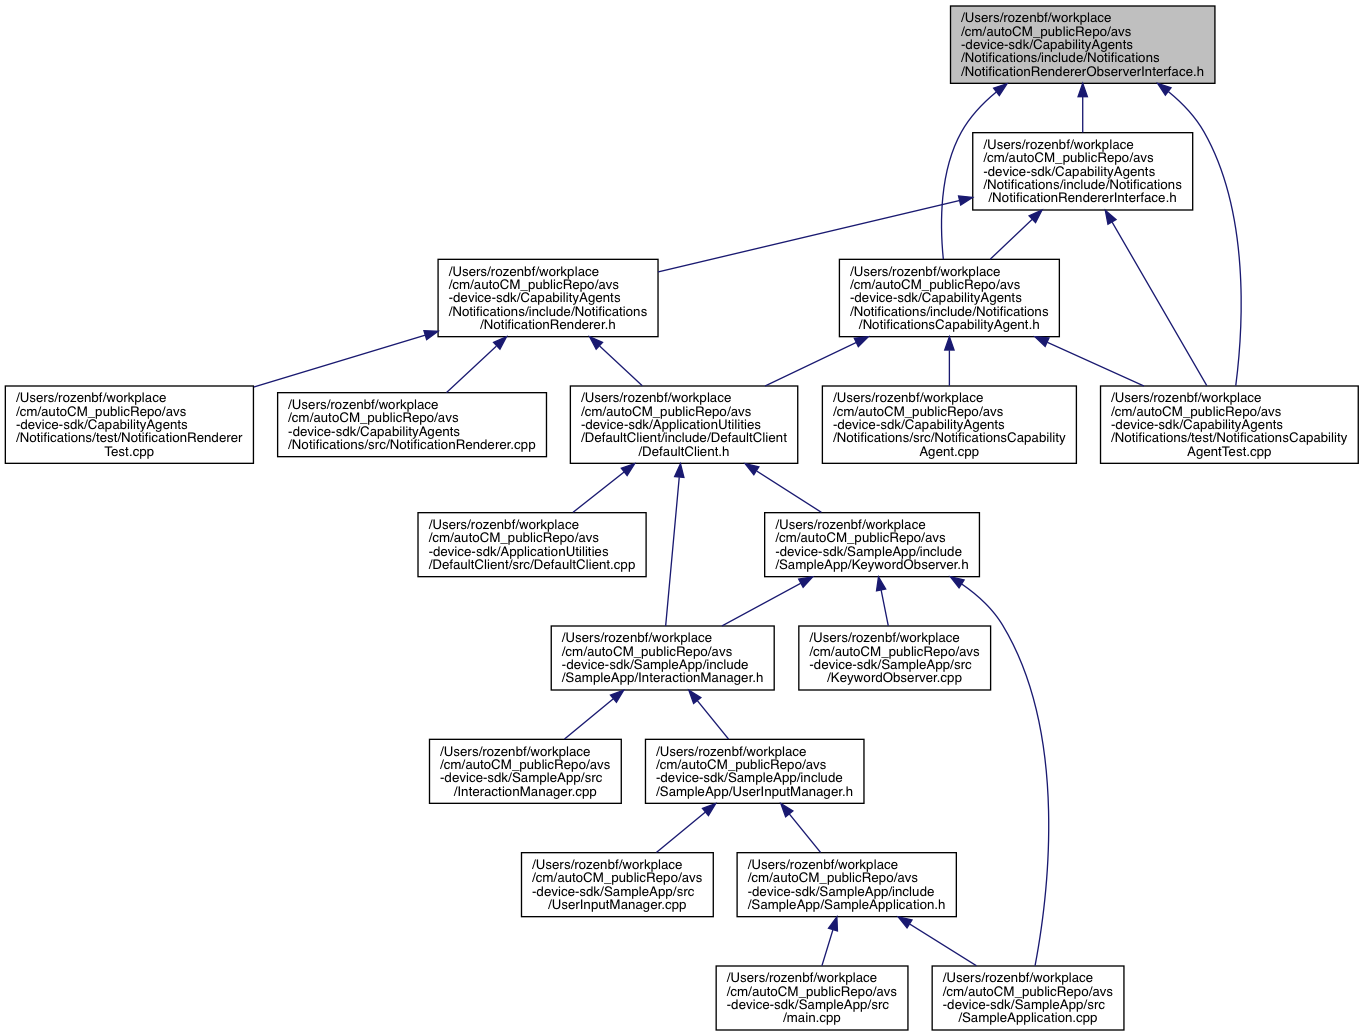 /Users/rozenbf/workplace
/cm/autoCM_publicRepo/avs
-device-sdk/CapabilityAgents
/Notifications/include/Notifications
/NotificationRendererObserverInterface.h
/Users/rozenbf/workplace
/cm/autoCM_publicRepo/avs
-device-sdk/CapabilityAgents
/Notifications/include/Notifications
/NotificationRendererInterface.h
/Users/rozenbf/workplace
/cm/autoCM_publicRepo/avs
-device-sdk/CapabilityAgents
/Notifications/include/Notifications
/NotificationRenderer.h
/Users/rozenbf/workplace
/cm/autoCM_publicRepo/avs
-device-sdk/CapabilityAgents
/Notifications/include/Notifications
/NotificationsCapabilityAgent.h
/Users/rozenbf/workplace
/cm/autoCM_publicRepo/avs
-device-sdk/CapabilityAgents
/Notifications/test/NotificationRenderer
Test.cpp
/Users/rozenbf/workplace
/cm/autoCM_publicRepo/avs
-device-sdk/CapabilityAgents
/Notifications/src/NotificationRenderer.cpp
/Users/rozenbf/workplace
/cm/autoCM_publicRepo/avs
-device-sdk/ApplicationUtilities
/DefaultClient/include/DefaultClient
/DefaultClient.h
/Users/rozenbf/workplace
/cm/autoCM_publicRepo/avs
-device-sdk/CapabilityAgents
/Notifications/src/NotificationsCapability
Agent.cpp
/Users/rozenbf/workplace
/cm/autoCM_publicRepo/avs
-device-sdk/CapabilityAgents
/Notifications/test/NotificationsCapability
AgentTest.cpp
/Users/rozenbf/workplace
/cm/autoCM_publicRepo/avs
-device-sdk/ApplicationUtilities
/DefaultClient/src/DefaultClient.cpp
/Users/rozenbf/workplace
/cm/autoCM_publicRepo/avs
-device-sdk/SampleApp/include
/SampleApp/KeywordObserver.h
/Users/rozenbf/workplace
/cm/autoCM_publicRepo/avs
-device-sdk/SampleApp/include
/SampleApp/InteractionManager.h
/Users/rozenbf/workplace
/cm/autoCM_publicRepo/avs
-device-sdk/SampleApp/src
/KeywordObserver.cpp
/Users/rozenbf/workplace
/cm/autoCM_publicRepo/avs
-device-sdk/SampleApp/src
/InteractionManager.cpp
/Users/rozenbf/workplace
/cm/autoCM_publicRepo/avs
-device-sdk/SampleApp/include
/SampleApp/UserInputManager.h
/Users/rozenbf/workplace
/cm/autoCM_publicRepo/avs
-device-sdk/SampleApp/src
/UserInputManager.cpp
/Users/rozenbf/workplace
/cm/autoCM_publicRepo/avs
-device-sdk/SampleApp/include
/SampleApp/SampleApplication.h
/Users/rozenbf/workplace
/cm/autoCM_publicRepo/avs
-device-sdk/SampleApp/src
/main.cpp
/Users/rozenbf/workplace
/cm/autoCM_publicRepo/avs
-device-sdk/SampleApp/src
/SampleApplication.cpp